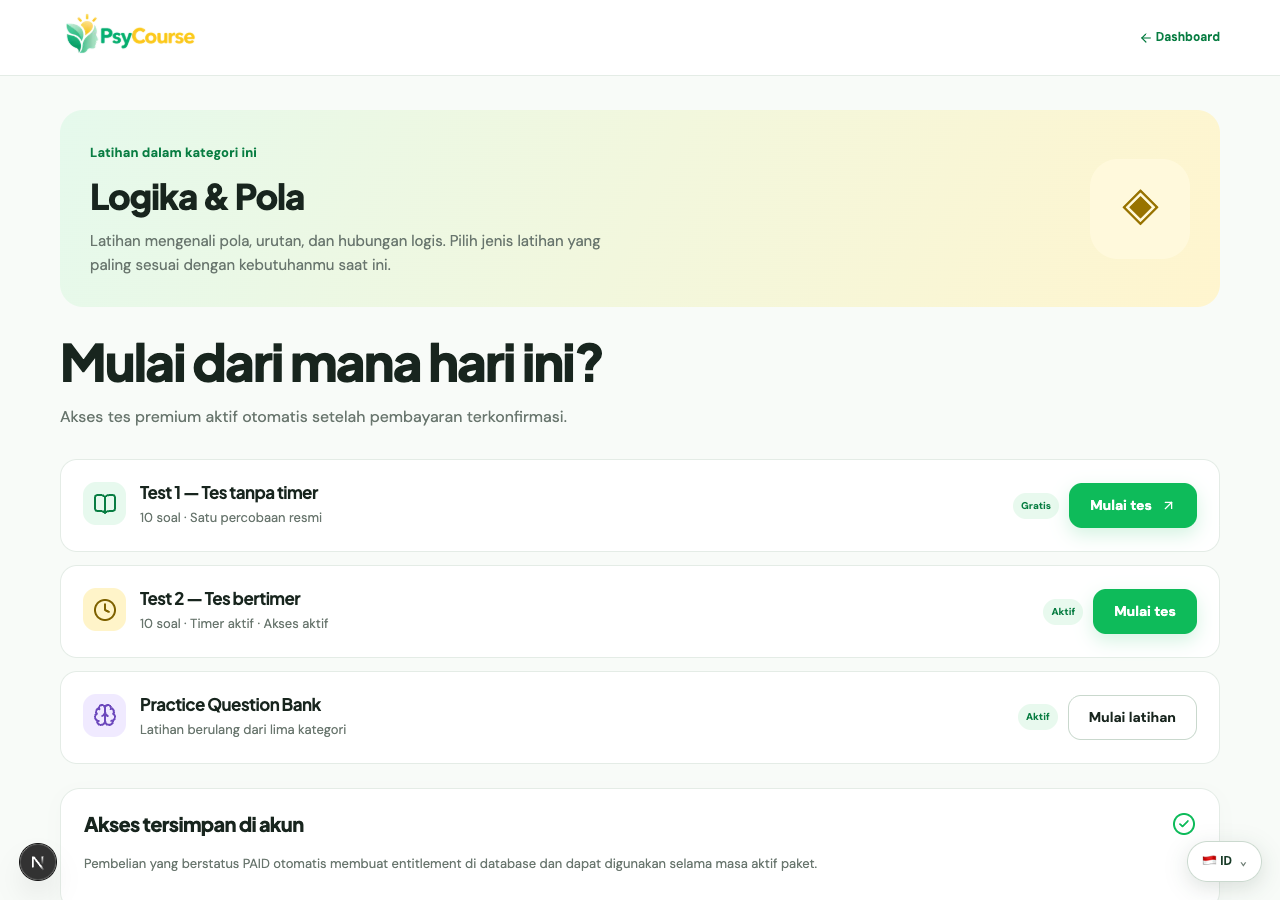 PsyCourse
← Dashboard
Latihan dalam kategori ini
Logika & Pola
Latihan mengenali pola, urutan, dan hubungan logis. Pilih jenis latihan yang
paling sesuai dengan kebutuhanmu saat ini.
Mulai dari mana hari ini?
Akses tes premium aktif otomatis setelah pembayaran terkonfirmasi.
Test 1 — Tes tanpa timer
10 soal · Satu percobaan resmi
Gratis
Mulai tes
Test 2 — Tes bertimer
10 soal · Timer aktif · Akses aktif
Aktif
Mulai tes
Practice Question Bank
Latihan berulang dari lima kategori
Aktif
Mulai latihan
Akses tersimpan di akun
Pembelian yang berstatus PAID otomatis membuat entitlement di database dan dapat digunakan selama masa aktif paket.
N
ID